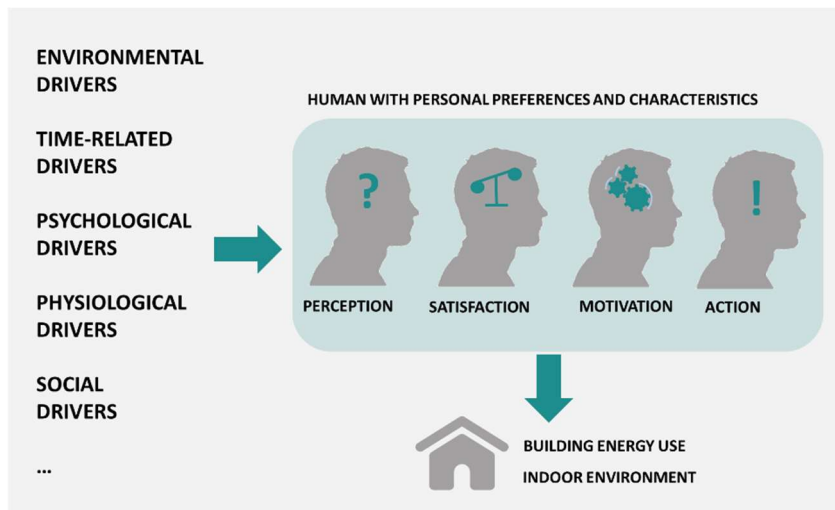 ENVIRONMENTAL
DRIVERS
TIME-RELATED
DRIVERS
PSYCHOLOGICAL
DRIVERS
PHYSIOLOGICAL
DRIVERS
SOCIAL
DRIVERS
...
HUMAN WITH PERSONAL PREFERENCES AND CHARACTERISTICS
?
!
PERCEPTION
SATISFACTION
MOTIVATION
ACTION
BUILDING ENERGY USE
INDOOR ENVIRONMENT